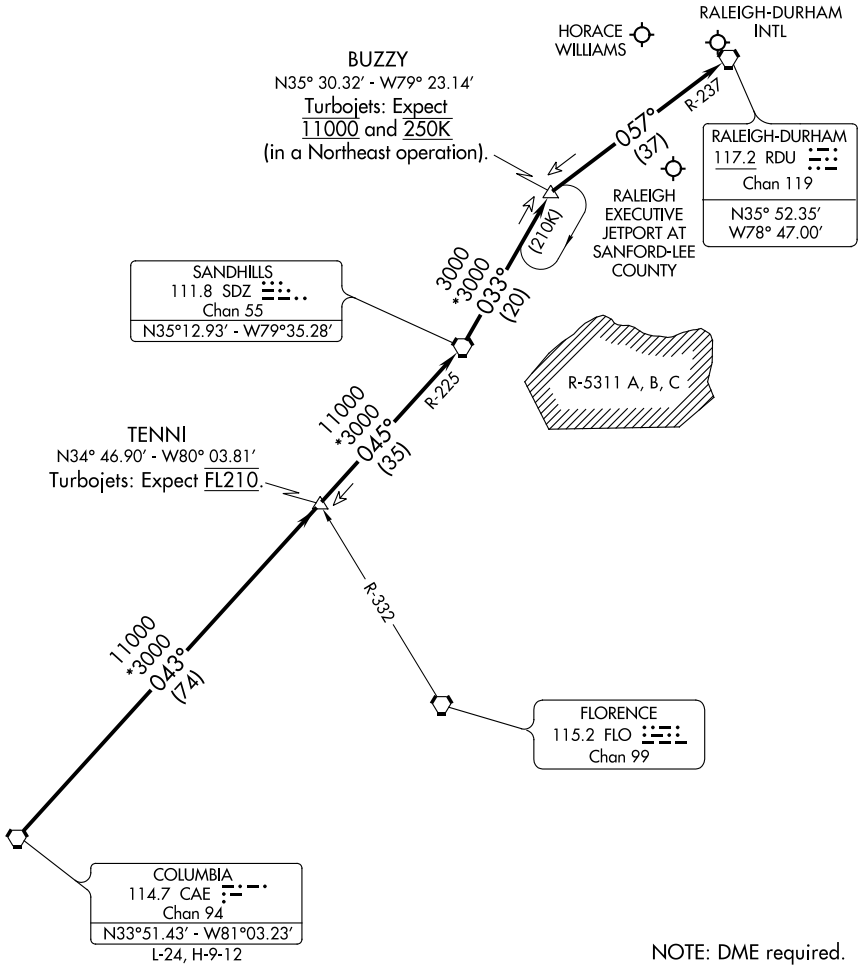 RALEIGH-DURHAM
INTL
HORACE
WILLIAMS
BUZZY
N35° 30.32' - W79° 23.14'
Turbojets: Expect
11000 and 250K
(in a Northeast operation).
R-237
057°
(37)
RALEIGH-DURHAM
117.2 RDU
Chan 119
N35° 52.35'
W78° 47.00'
RALEIGH
EXECUTIVE
JETPORT AT
SANFORD-LEE
COUNTY
(210K)
3000
*3000
033°
(20)
SANDHILLS
111.8 SDZ
Chan 55
N35°12.93' - W79°35.28'
R-5311 A, B, C
R-225
11000
*3000
045°
(35)
TENNI
N34° 46.90' - W80° 03.81'
Turbojets: Expect FL210.
R-332
11000
*3000
043°
(74)
FLORENCE
115.2 FLO
Chan 99
COLUMBIA
114.7 CAE
Chan 94
N33°51.43' - W81°03.23'
L-24, H-9-12
NOTE: DME required.